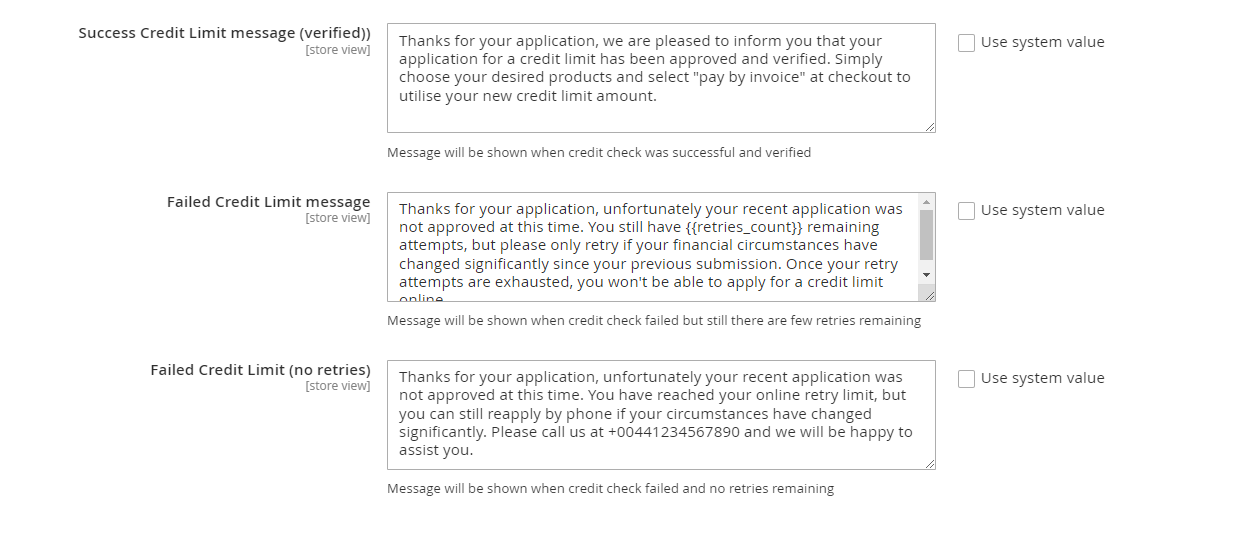 Success Credit Limit message (verified))
[store view]
Thanks for your application, we are pleased to inform you that your
application for a credit limit has been approved and verified. Simply
choose your desired products and select "pay by invoice" at checkout to
utilise your new credit limit amount.
Use system value
Message will be shown when credit check was successful and verified
Failed Credit Limit message
[store view]
Thanks for your application, unfortunately your recent application was
not approved at this time. You still have {{retries_count}} remaining
attempts, but please only retry if your financial circumstances have
changed significantly since your previous submission. Once your retry
attempts are exhausted, you won't be able to apply for a credit limit
online.
Use system value
Message will be shown when credit check failed but still there are few retries remaining
Failed Credit Limit (no retries)
[store view]
Thanks for your application, unfortunately your recent application was
not approved at this time. You have reached your online retry limit, but
you can still reapply by phone if your circumstances have changed
significantly. Please call us at +00441234567890 and we will be happy to
assist you.
Use system value
Message will be shown when credit check failed and no retries remaining